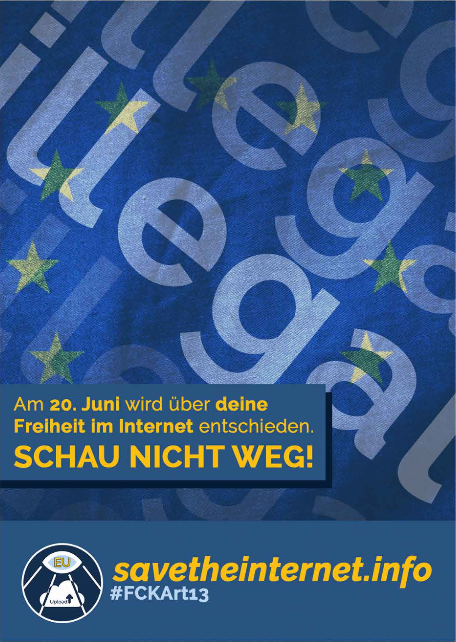 illegal
illegal
Am 20. Juni wird über deine
Freiheit im Internet entschieden.
SCHAU NICHT WEG!
EU
Upload
savetheinternet.info
#FCKArt13